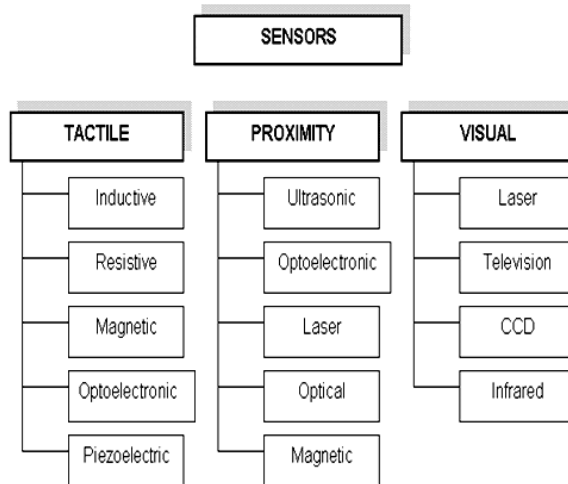 SENSORS
TACTILE
Inductive
Resistive
Magnetic
Optoelectronic
Piezoelectric
PROXIMITY
Ultrasonic
Optoelectronic
Laser
Optical
Magnetic
VISUAL
Laser
Television
CCD
Infrared